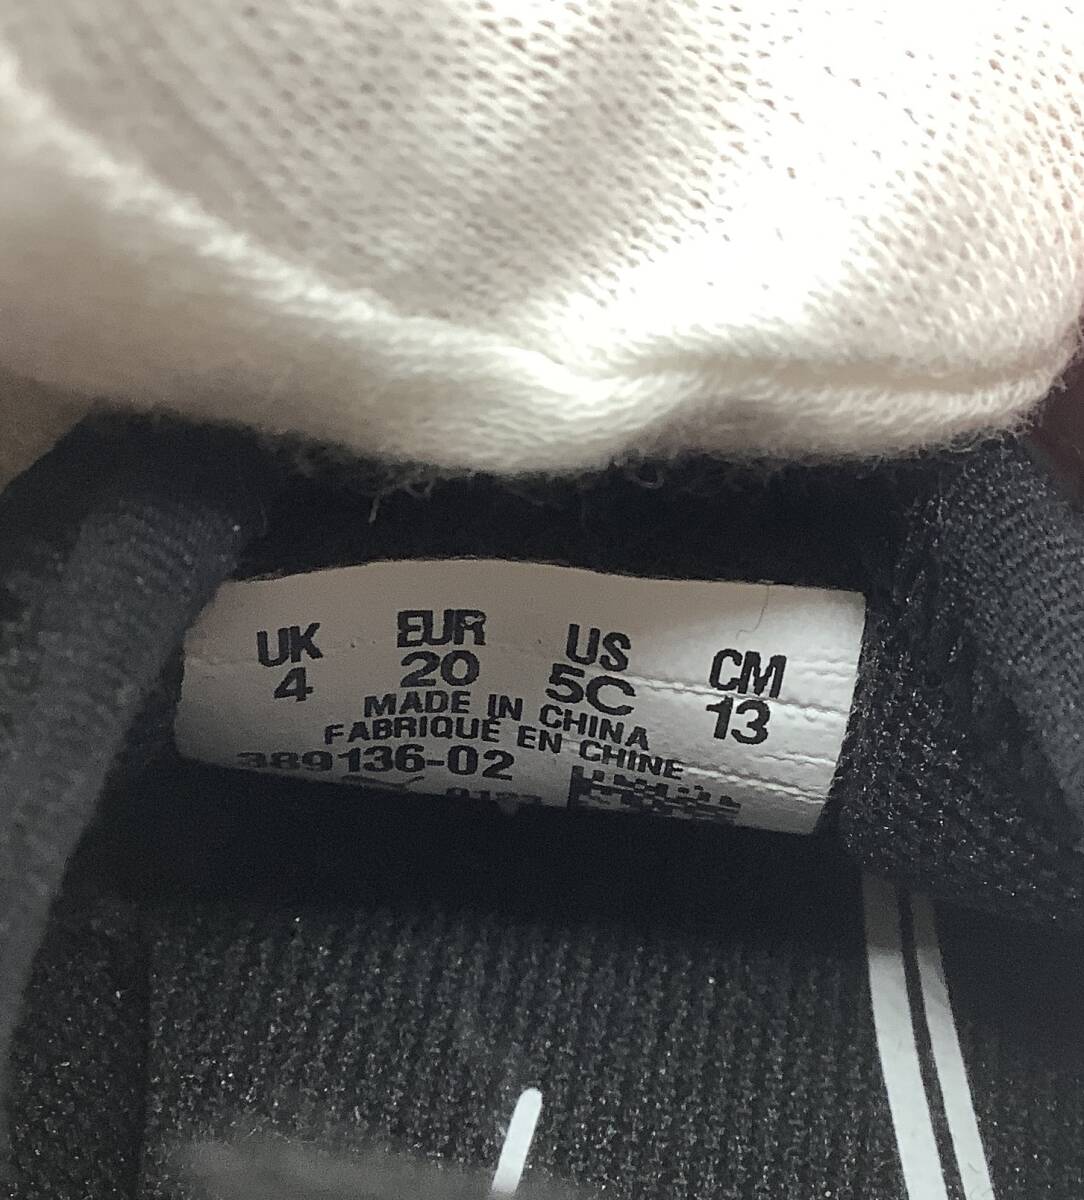 UK EUR US CM
4 20 5C 13
MADE IN CHINA
FABRIQUÉ EN CHINE
389136-02